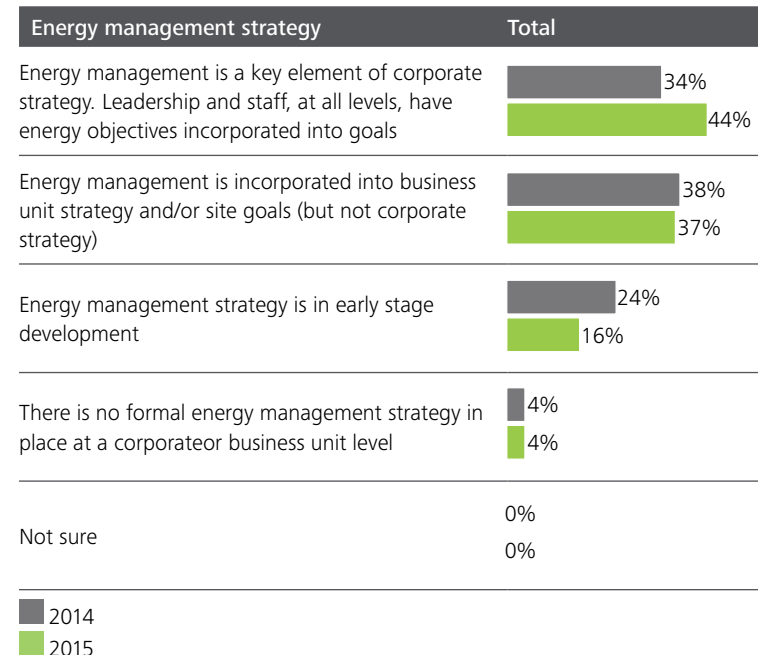 Energy management strategy Total
Energy management is a key element of corporate
strategy. Leadership and staff, at all levels, have
energy objectives incorporated into goals
34%
44%
Energy management is incorporated into business
unit strategy and/or site goals (but not corporate
strategy)
38%
37%
Energy management strategy is in early stage
development
24%
16%
There is no formal energy management strategy in
place at a corporateor business unit level
4%
4%
Not sure
0%
0%
2014
2015